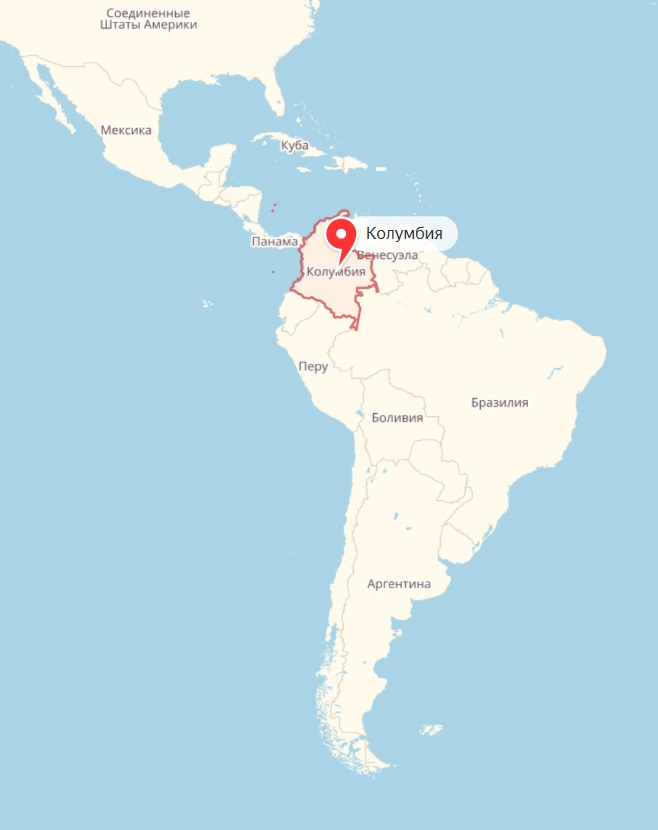 Соединенные
Штаты Америки
Мексика
Куба
Панама
Колумбия
Венесуэла
Колумбия
Перу
Бразилия
Боливия
Аргентина